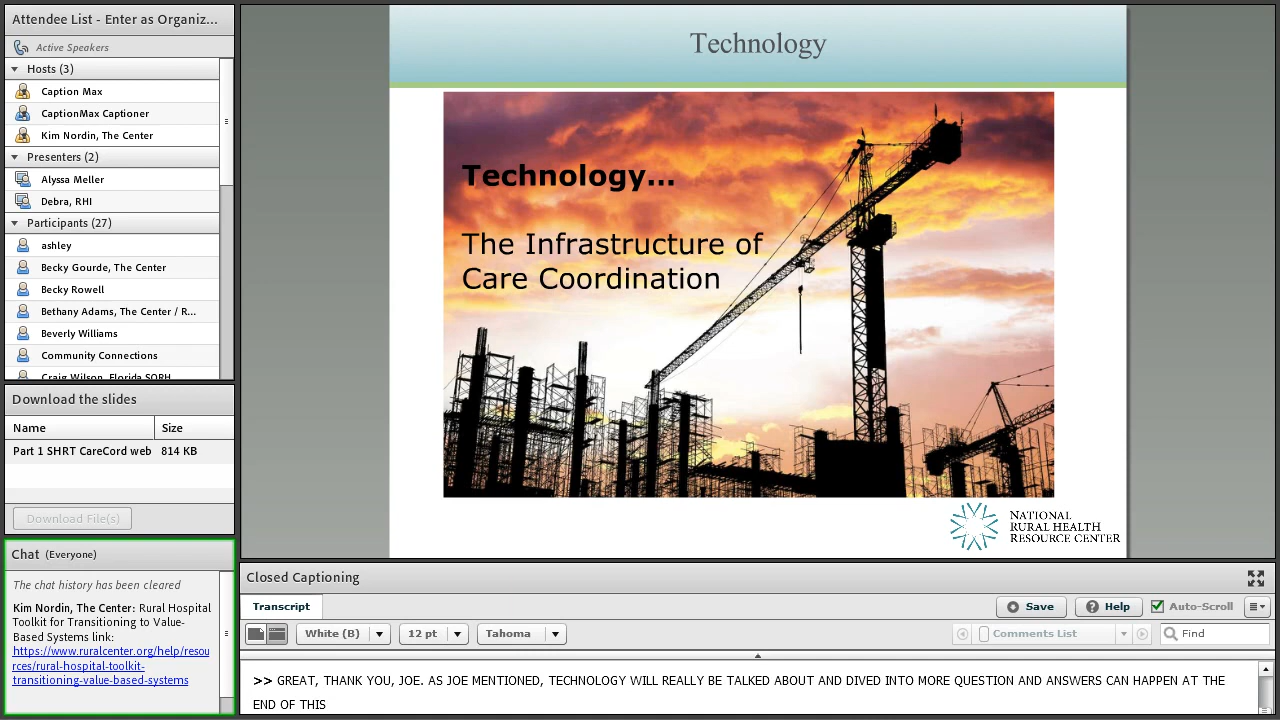 Attendee List - Enter as Organiz...
Active Speakers
Hosts (3)
Caption Max
CaptionMax Captioner
Kim Nordin, The Center
Presenters (2)
Alyssa Meller
Debra, RHI
Participants (27)
ashley
Becky Gourde, The Center
Becky Rowell
Bethany Adams, The Center / R...
Beverly Williams
Community Connections
Craig Wilson, Florida SORH
Download the slides
Name Size
Part 1 SHRT CareCord web 814 KB
Download File(s)
Chat (Everyone)
The chat history has been cleared
Kim Nordin, The Center: Rural Hospital
Toolkit for Transitioning to Value-
Based Systems link:
https://www.ruralcenter.org/help/resou
rces/rural-hospital-toolkit-
transitioning-value-based-systems
Technology
Technology...
The Infrastructure of
Care Coordination
NATIONAL
RURAL HEALTH
RESOURCE CENTER
Closed Captioning
Transcript
Save
Help
Auto-Scroll
White (B)
12 pt
Tahoma
Comments List
Find
>> GREAT, THANK YOU, JOE. AS JOE MENTIONED, TECHNOLOGY WILL REALLY BE TALKED ABOUT AND DIVED INTO MORE QUESTION AND ANSWERS CAN HAPPEN AT THE
END OF THIS